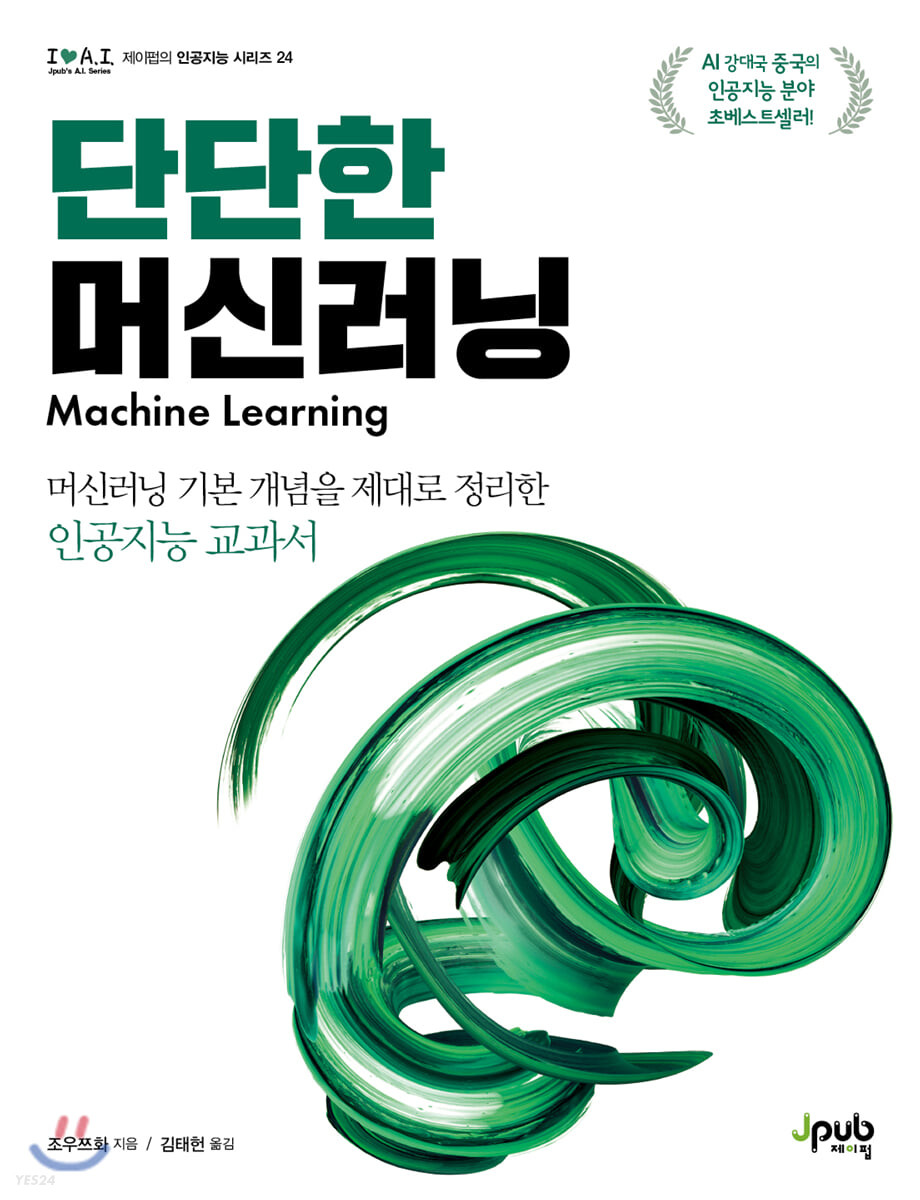 I♥A.I. 제이펍의 인공지능 시리즈 24
Jpub's A.I. Series
AI 강대국 중국의
인공지능 분야
초베스트셀러!
단단한
머신러닝
Machine Learning
머신러닝 기본 개념을 제대로 정리한
인공지능 교과서
조우쯔화 지음 / 김태헌 옮김
Jpub
제이펍
YES24